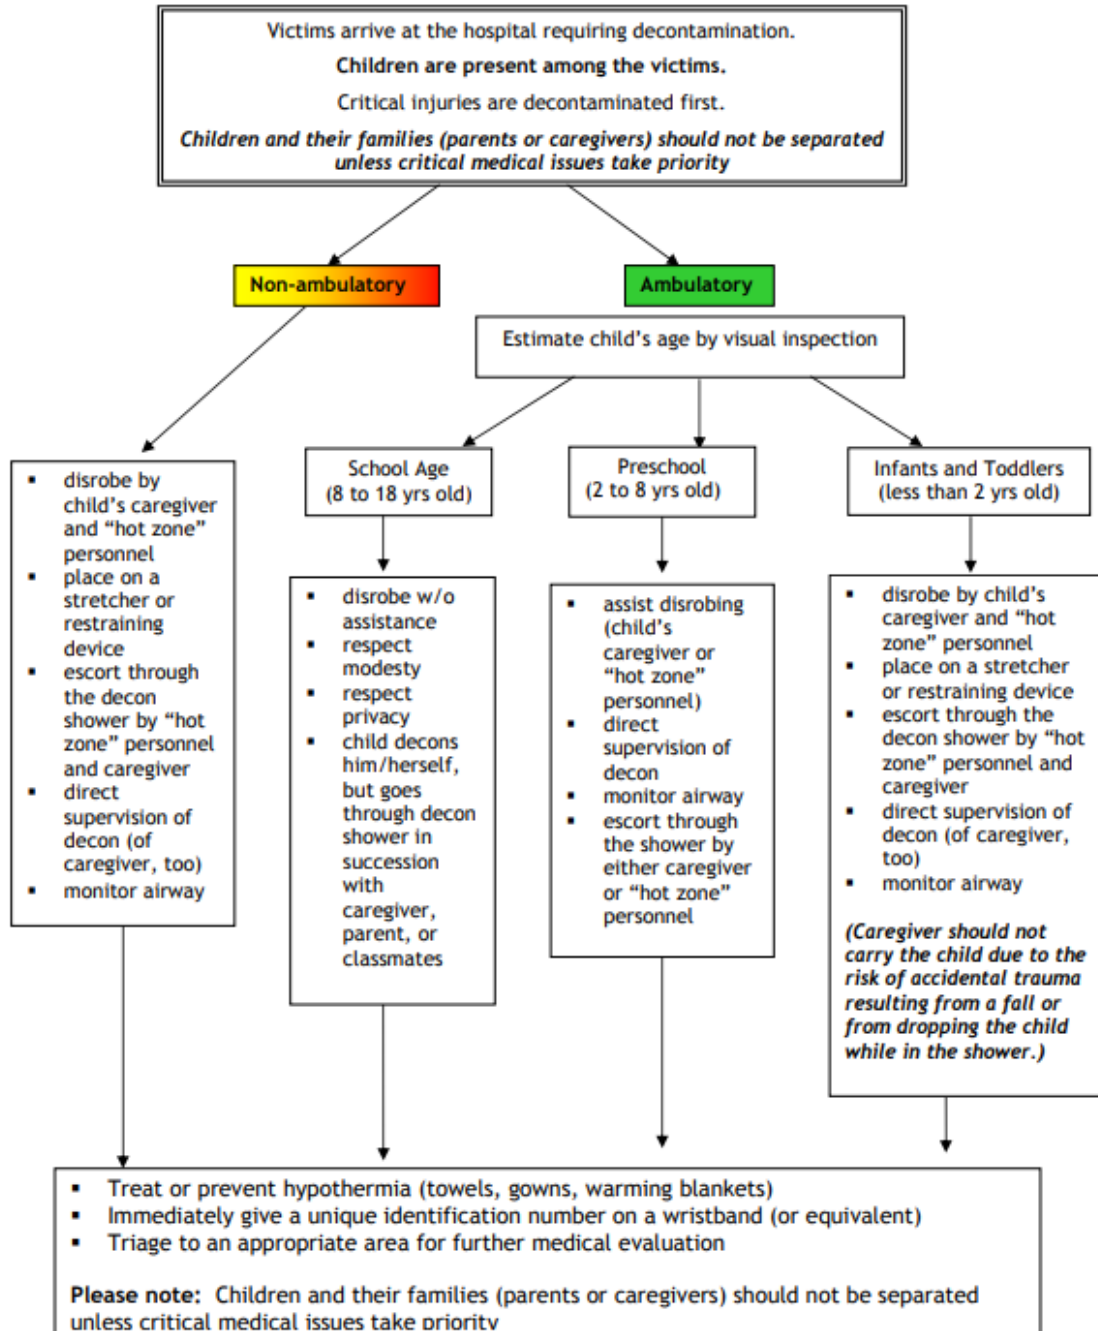 Victims arrive at the hospital requiring decontamination.
Children are present among the victims.
Critical injuries are decontaminated first.
Children and their families (parents or caregivers) should not be separated
unless critical medical issues take priority
Non-ambulatory
Ambulatory
Estimate child's age by visual inspection
▪ disrobe by
child's caregiver
and “hot zone”
personnel
▪ place on a
stretcher or
restraining
device
▪ escort through
the decon
shower by “hot
zone” personnel
and caregiver
▪ direct
supervision of
decon (of
caregiver, too)
▪ monitor airway
School Age
(8 to 18 yrs old)
▪ disrobe w/o
assistance
▪ respect
modesty
▪ respect
privacy
▪ child decons
him/herself,
but goes
through decon
shower in
succession
with
caregiver,
parent, or
classmates
Preschool
(2 to 8 yrs old)
▪ assist disrobing
(child's
caregiver or
“hot zone”
personnel)
▪ direct
supervision of
decon
▪ monitor airway
▪ escort through
the shower by
either caregiver
or “hot zone”
personnel
Infants and Toddlers
(less than 2 yrs old)
▪ disrobe by child's
caregiver and “hot
zone” personnel
▪ place on a stretcher
or restraining device
▪ escort through the
decon shower by “hot
zone” personnel and
caregiver
▪ direct supervision of
decon (of caregiver,
too)
▪ monitor airway
(Caregiver should not
carry the child due to the
risk of accidental trauma
resulting from a fall or
from dropping the child
while in the shower.)
▪ Treat or prevent hypothermia (towels, gowns, warming blankets)
▪ Immediately give a unique identification number on a wristband (or equivalent)
▪ Triage to an appropriate area for further medical evaluation
Please note: Children and their families (parents or caregivers) should not be separated
unless critical medical issues take priority